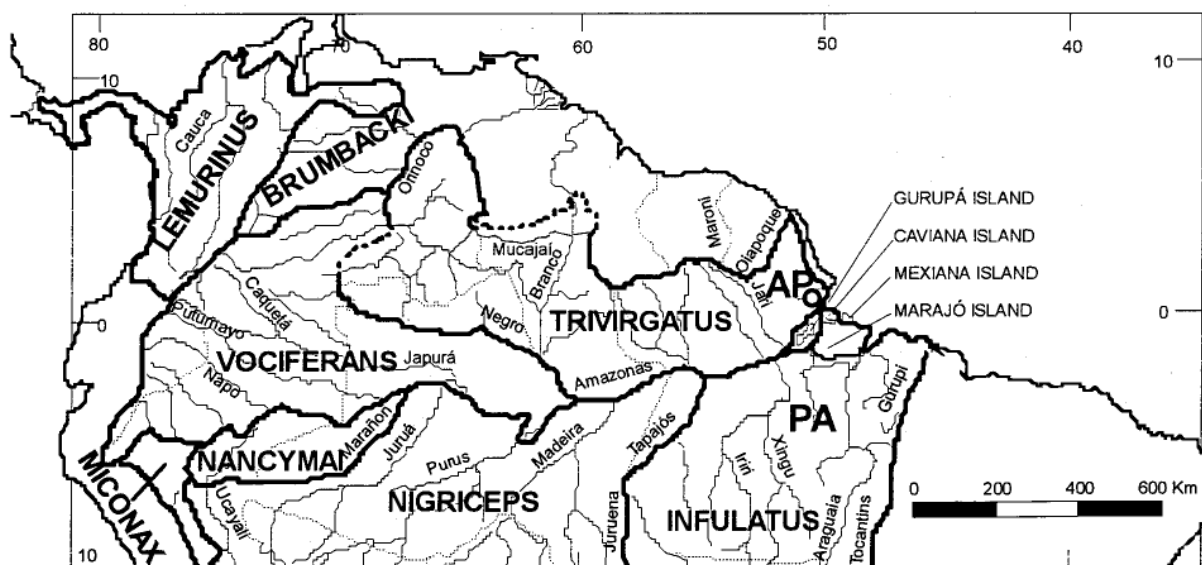 80
70
60
50
40
10
10
Cauca
LEMURINUS
BRUMBACKI
Orinoco
Maroni
Oiapoque
GURUPÁ ISLAND
CAVIANA ISLAND
MEXIANA ISLAND
MARAJÓ ISLAND
Mucajaí
Branco
AP
Jari
Caquetá
Putumayo
0
0
Negro
TRIVIRGATUS
VOCIFERANS
Japurá
Napo
Amazonas
Gurupi
PA
Marañon
Juruá
Madeira
Tapajós
NANCYMAI
MICONAX
Purus
Iriri
Xingu
Ucayali
NIGRICEPS
Juruena
INFULATUS
Araguaia
Tocantins
0 200 400 600 Km
10